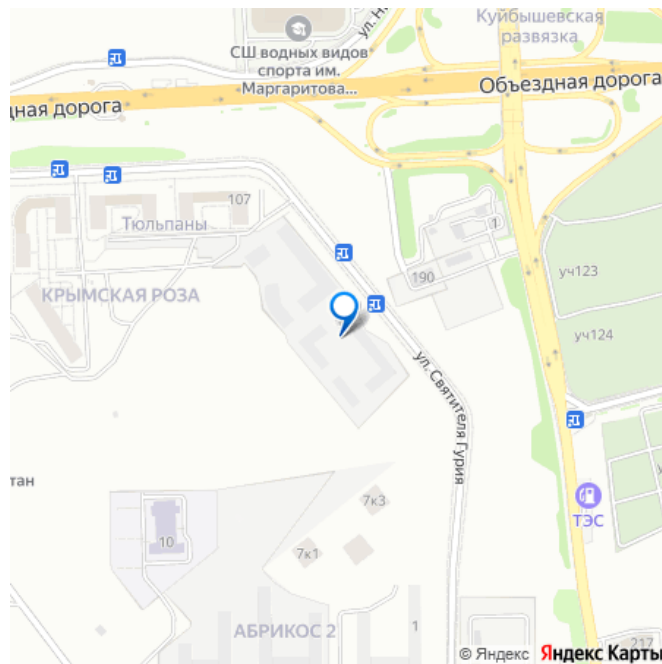 Куйбышевская
развязка
ул. Н
СШ водных видов
спорта им.
Маргаритова...
Объездная дорога
дная дорога
107
Тюльпаны
1
190
уч123
КРЫМСКАЯ РОЗА
уч124
ул. Святителя Гурия
тан
ТЭС
7к3
10
7к1
1
АБРИКОС 2
217
© Яндекс Яндекс Карты